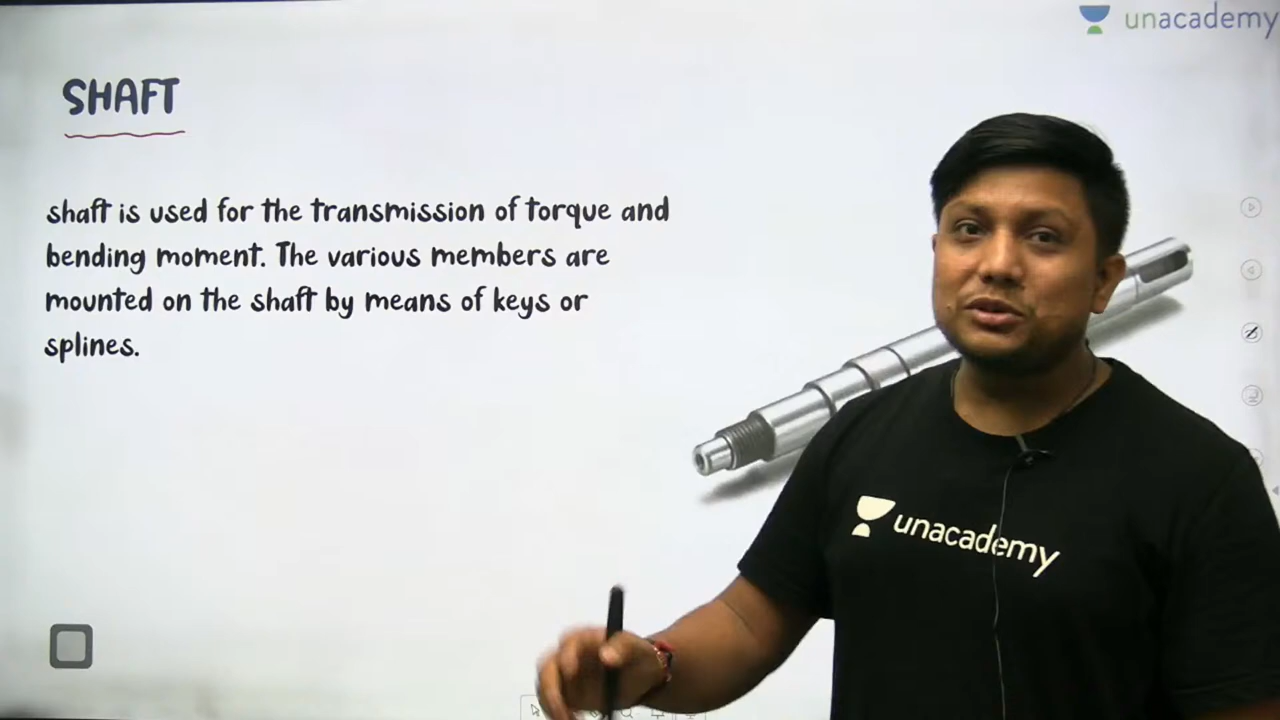 unacademy
SHAFT
shaft is used for the transmission of torque and
bending moment. The various members are
mounted on the shaft by means of keys or
splines.
unacademy